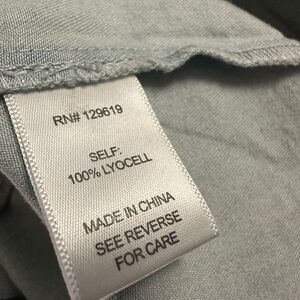 RN# 129619
SELF:
100% LYOCELL
MADE IN CHINA
SEE REVERSE
FOR CARE